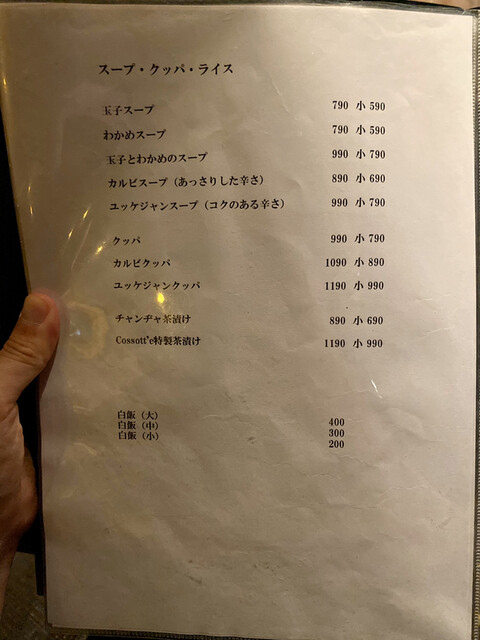 スープ・クッパ・ライス
玉子スープ 790 小 590
わかめスープ 790 小 590
玉子とわかめのスープ 990 小 790
カルビスープ（あっさりした辛さ） 890 小 690
ユッケジャンスープ（コクのある辛さ） 990 小 790
クッパ 990 小 790
カルビクッパ 1090 小 890
ユッケジャンクッパ 1190 小 990
チャンヂャ茶漬け 890 小 690
Cossott'e特製茶漬け 1190 小 990
白飯（大） 400
白飯（中） 300
白飯（小） 200